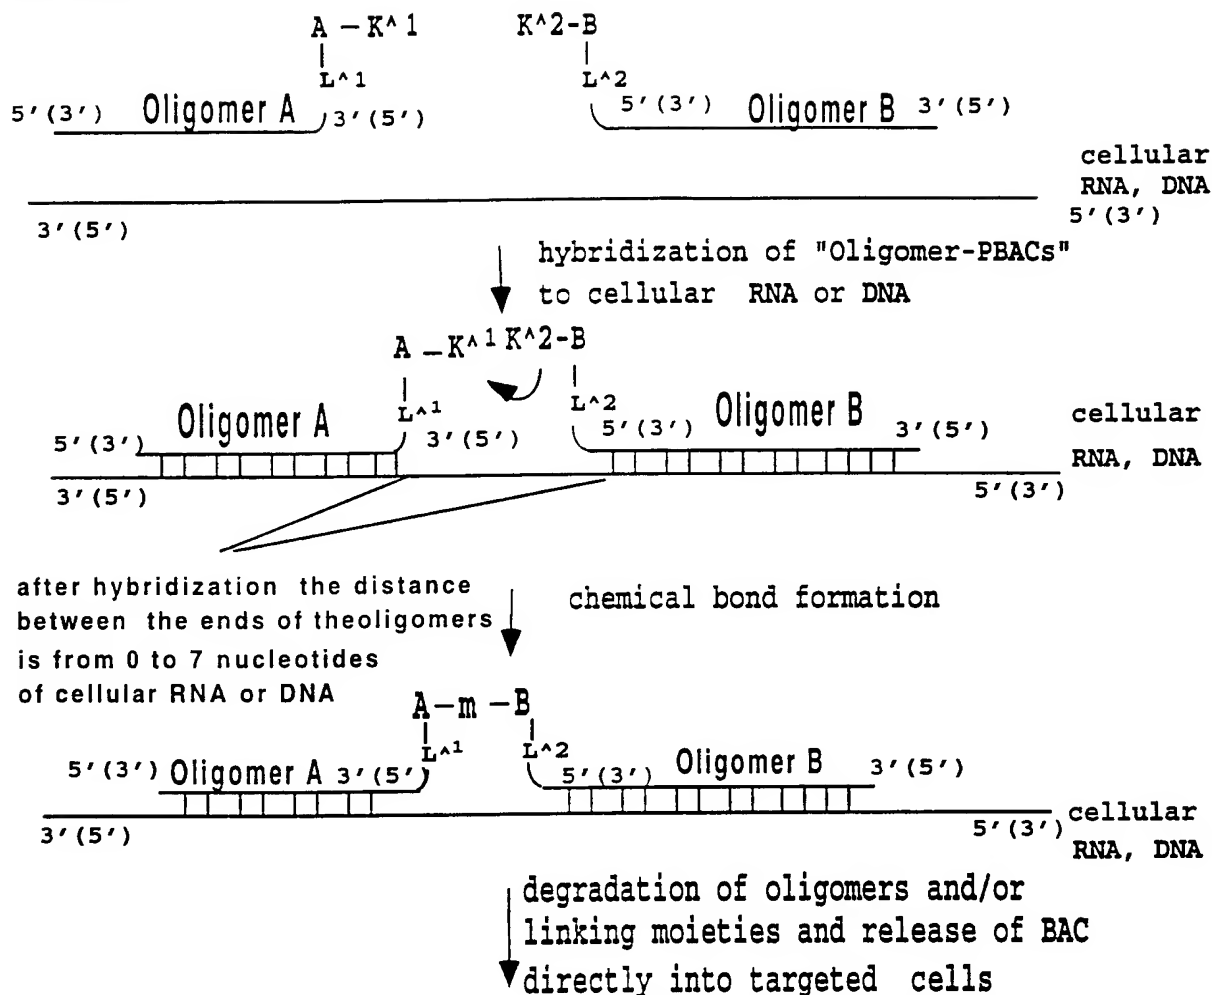 A – K^1 K^2-B
L^1 L^2
5'(3') Oligomer A 3'(5') 5'(3') Oligomer B 3'(5')
cellular
RNA, DNA
3'(5') 5'(3')
hybridization of "Oligomer-PBACs"
to cellular RNA or DNA
A – K^1 K^2-B
L^1 L^2
5'(3') Oligomer A 3'(5') 5'(3') Oligomer B 3'(5')
cellular
RNA, DNA
3'(5') 5'(3')
after hybridization the distance
between the ends of theoligomers
is from 0 to 7 nucleotides
of cellular RNA or DNA
chemical bond formation
A–m–B
L^1 L^2
5'(3') Oligomer A 3'(5') 5'(3') Oligomer B 3'(5')
3'(5') 5'(3')
cellular
RNA, DNA
degradation of oligomers and/or
linking moieties and release of BAC
directly into targeted cells